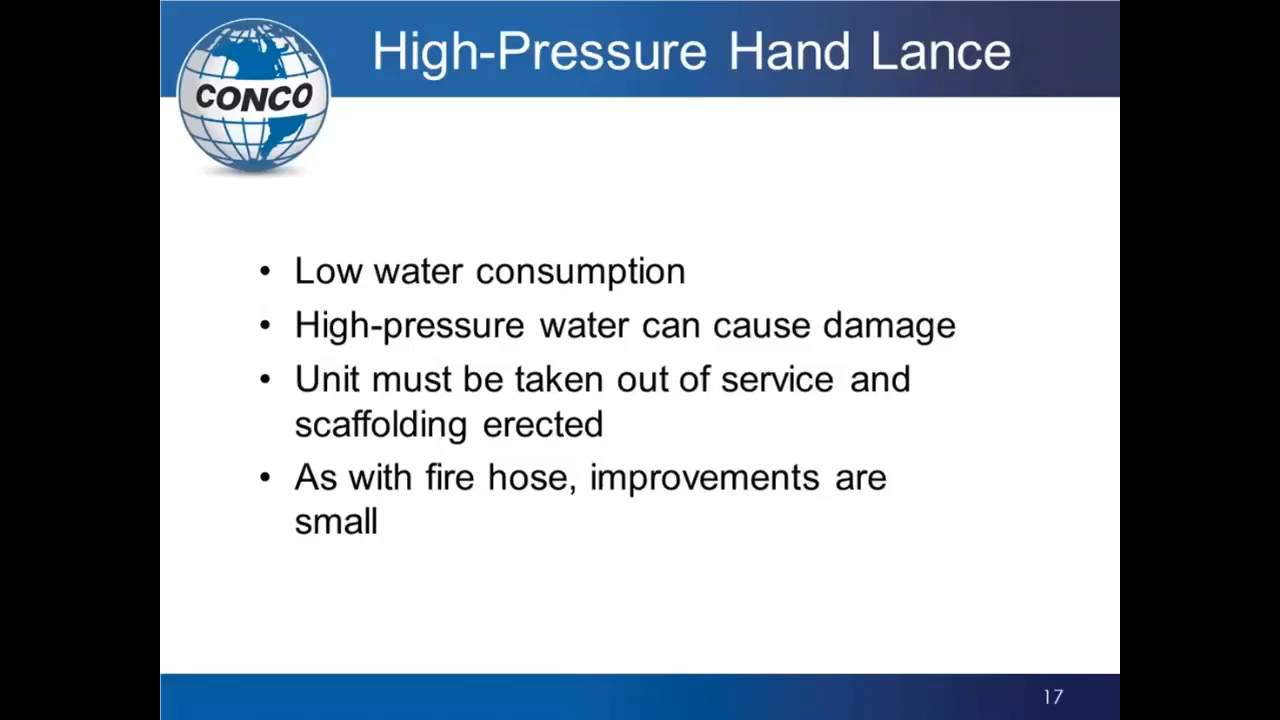 High-Pressure Hand Lance
CONCO
• Low water consumption
• High-pressure water can cause damage
• Unit must be taken out of service and
scaffolding erected
• As with fire hose, improvements are
small
17